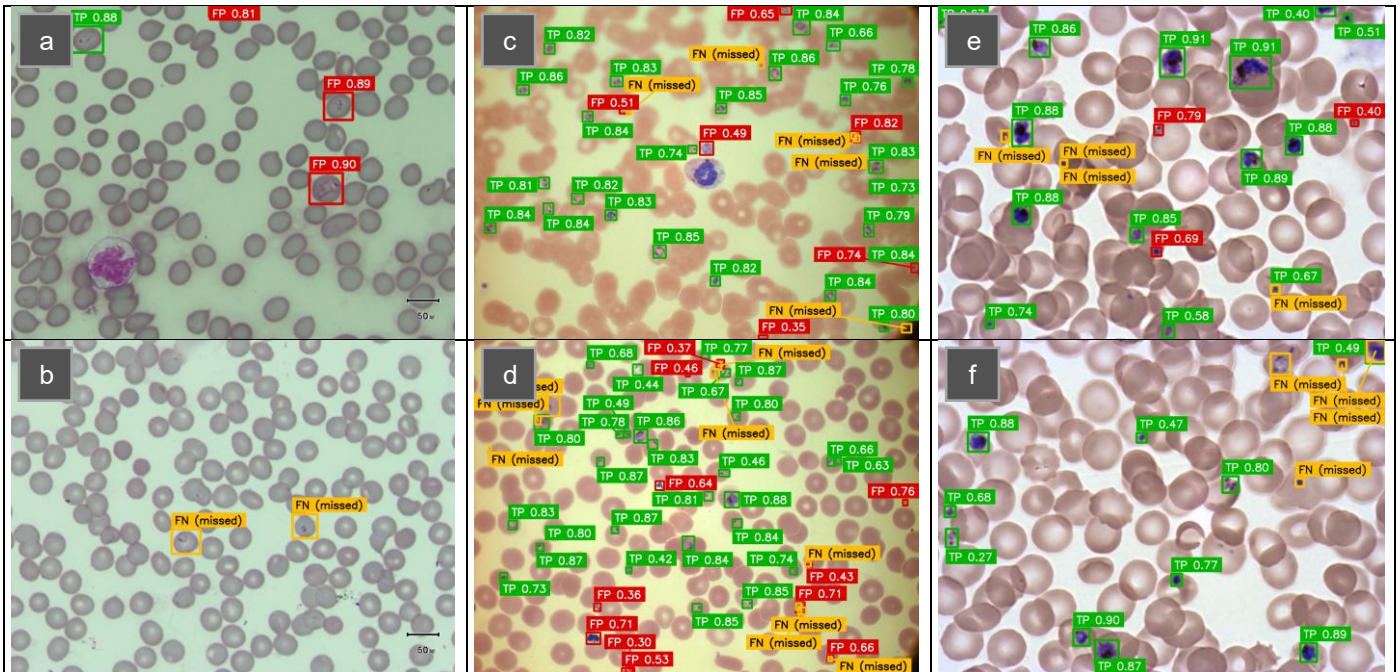 a
TP 0.88
FP 0.81
FP 0.89
FP 0.90
50
b
FN (missed)
FN (missed)
50
c
FP 0.65
TP 0.84
TP 0.82
TP 0.66
FN (missed)
TP 0.86
TP 0.83
TP 0.86
TP 0.78
FN (missed)
TP 0.76
FP 0.51
TP 0.85
TP 0.84
FP 0.49
FP 0.82
FN (missed)
TP 0.74
FN (missed)
TP 0.83
TP 0.81
TP 0.82
TP 0.73
TP 0.84
TP 0.84
TP 0.83
TP 0.79
TP 0.85
FP 0.74
TP 0.84
TP 0.82
TP 0.84
FN (missed)
TP 0.80
FP 0.35
d
TP 0.68
FP 0.37
TP 0.77
FN (missed)
FP 0.46
TP 0.87
TP 0.44
TP 0.67
missed)
FN (missed)
TP 0.49
TP 0.80
TP 0.78
TP 0.86
FN (missed)
TP 0.80
FN (missed)
TP 0.83
TP 0.46
TP 0.66
TP 0.63
TP 0.87
FP 0.64
TP 0.81
TP 0.88
FP 0.76
TP 0.83
TP 0.87
TP 0.80
TP 0.84
TP 0.87
TP 0.42
TP 0.84
TP 0.74
FN (missed)
FP 0.43
TP 0.73
FP 0.36
TP 0.85
FP 0.71
TP 0.85
FP 0.71
FN (missed)
FP 0.30
FN (missed)
FP 0.53
FP 0.66
FN (missed)
e
TP 0.40
TP 0.51
TP 0.86
TP 0.91
TP 0.91
TP 0.88
FP 0.79
FP 0.40
TP 0.88
FN (missed)
FN (missed)
FN (missed)
TP 0.89
TP 0.88
TP 0.85
FP 0.69
TP 0.67
FN (missed)
TP 0.74
TP 0.58
f
TP 0.49
FN (missed)
FN (missed)
FN (missed)
TP 0.88
TP 0.47
TP 0.80
FN (missed)
TP 0.68
TP 0.27
TP 0.77
TP 0.90
TP 0.87
TP 0.89